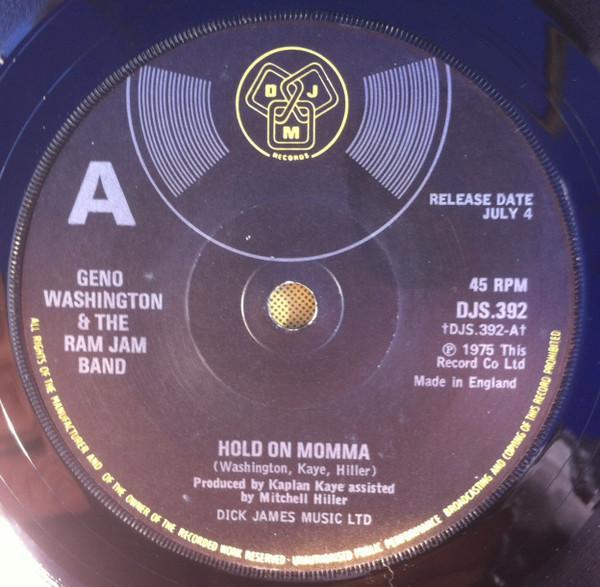 D J
M
RECORDS
A
RELEASE DATE
JULY 4
GENO
WASHINGTON
& THE
RAM JAM
BAND
45 RPM
DJS.392
†DJS.392-A†
℗ 1975 This
Record Co Ltd
Made in England
HOLD ON MOMMA
(Washington, Kaye, Hiller)
Produced by Kaplan Kaye assisted
by Mitchell Hiller
DICK JAMES MUSIC LTD
ALL RIGHTS OF THE MANUFACTURER AND OF THE OWNER OF THE RECORDED WORK RESERVED · UNAUTHORISED PUBLIC PERFORMANCE BROADCASTING AND COPYING OF THIS RECORD PROHIBITED